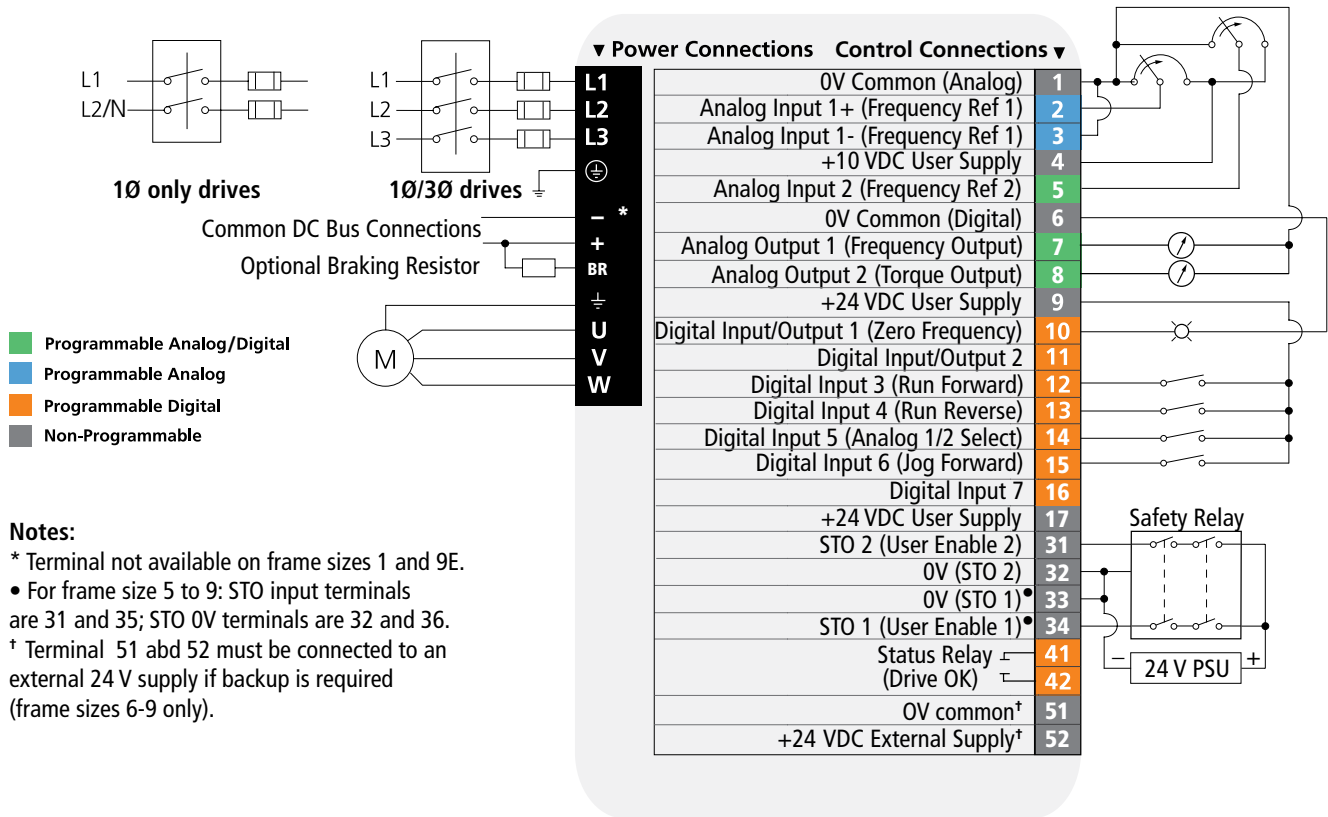 ▼ Power Connections Control Connections ▼
L1
L2/N
1Ø only drives
L1
L2
L3
1Ø/3Ø drives
L1
L2
L3
Common DC Bus Connections
Optional Braking Resistor
– *
+
BR
U
V
W
M
Programmable Analog/Digital
Programmable Analog
Programmable Digital
Non-Programmable
0V Common (Analog) 1
Analog Input 1+ (Frequency Ref 1) 2
Analog Input 1- (Frequency Ref 1) 3
+10 VDC User Supply 4
Analog Input 2 (Frequency Ref 2) 5
0V Common (Digital) 6
Analog Output 1 (Frequency Output) 7
Analog Output 2 (Torque Output) 8
+24 VDC User Supply 9
Digital Input/Output 1 (Zero Frequency) 10
Digital Input/Output 2 11
Digital Input 3 (Run Forward) 12
Digital Input 4 (Run Reverse) 13
Digital Input 5 (Analog 1/2 Select) 14
Digital Input 6 (Jog Forward) 15
Digital Input 7 16
+24 VDC User Supply 17
STO 2 (User Enable 2) 31
0V (STO 2) 32
0V (STO 1)● 33
STO 1 (User Enable 1)● 34
Status Relay 41
(Drive OK) 42
OV common† 51
+24 VDC External Supply† 52
Safety Relay
– 24 V PSU +
Notes:
* Terminal not available on frame sizes 1 and 9E.
● For frame size 5 to 9: STO input terminals
are 31 and 35; STO 0V terminals are 32 and 36.
† Terminal 51 abd 52 must be connected to an
external 24 V supply if backup is required
(frame sizes 6-9 only).